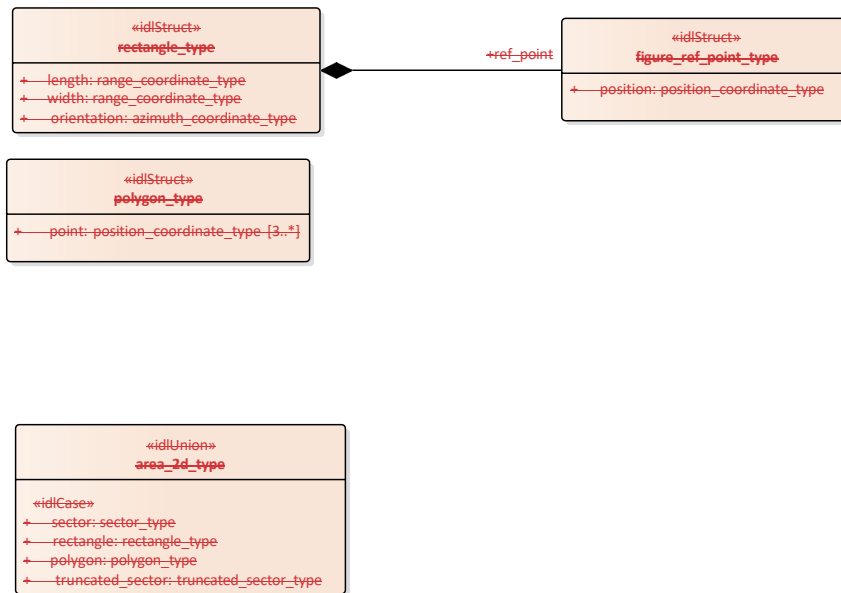 «idlStruct»
rectangle_type
+ length: range_coordinate_type
+ width: range_coordinate_type
+ orientation: azimuth_coordinate_type
+ref_point
«idlStruct»
figure_ref_point_type
+ position: position_coordinate_type
«idlStruct»
polygon_type
+ point: position_coordinate_type [3..*]
«idlUnion»
area_2d_type
«idlCase»
+ sector: sector_type
+ rectangle: rectangle_type
+ polygon: polygon_type
+ truncated_sector: truncated_sector_type